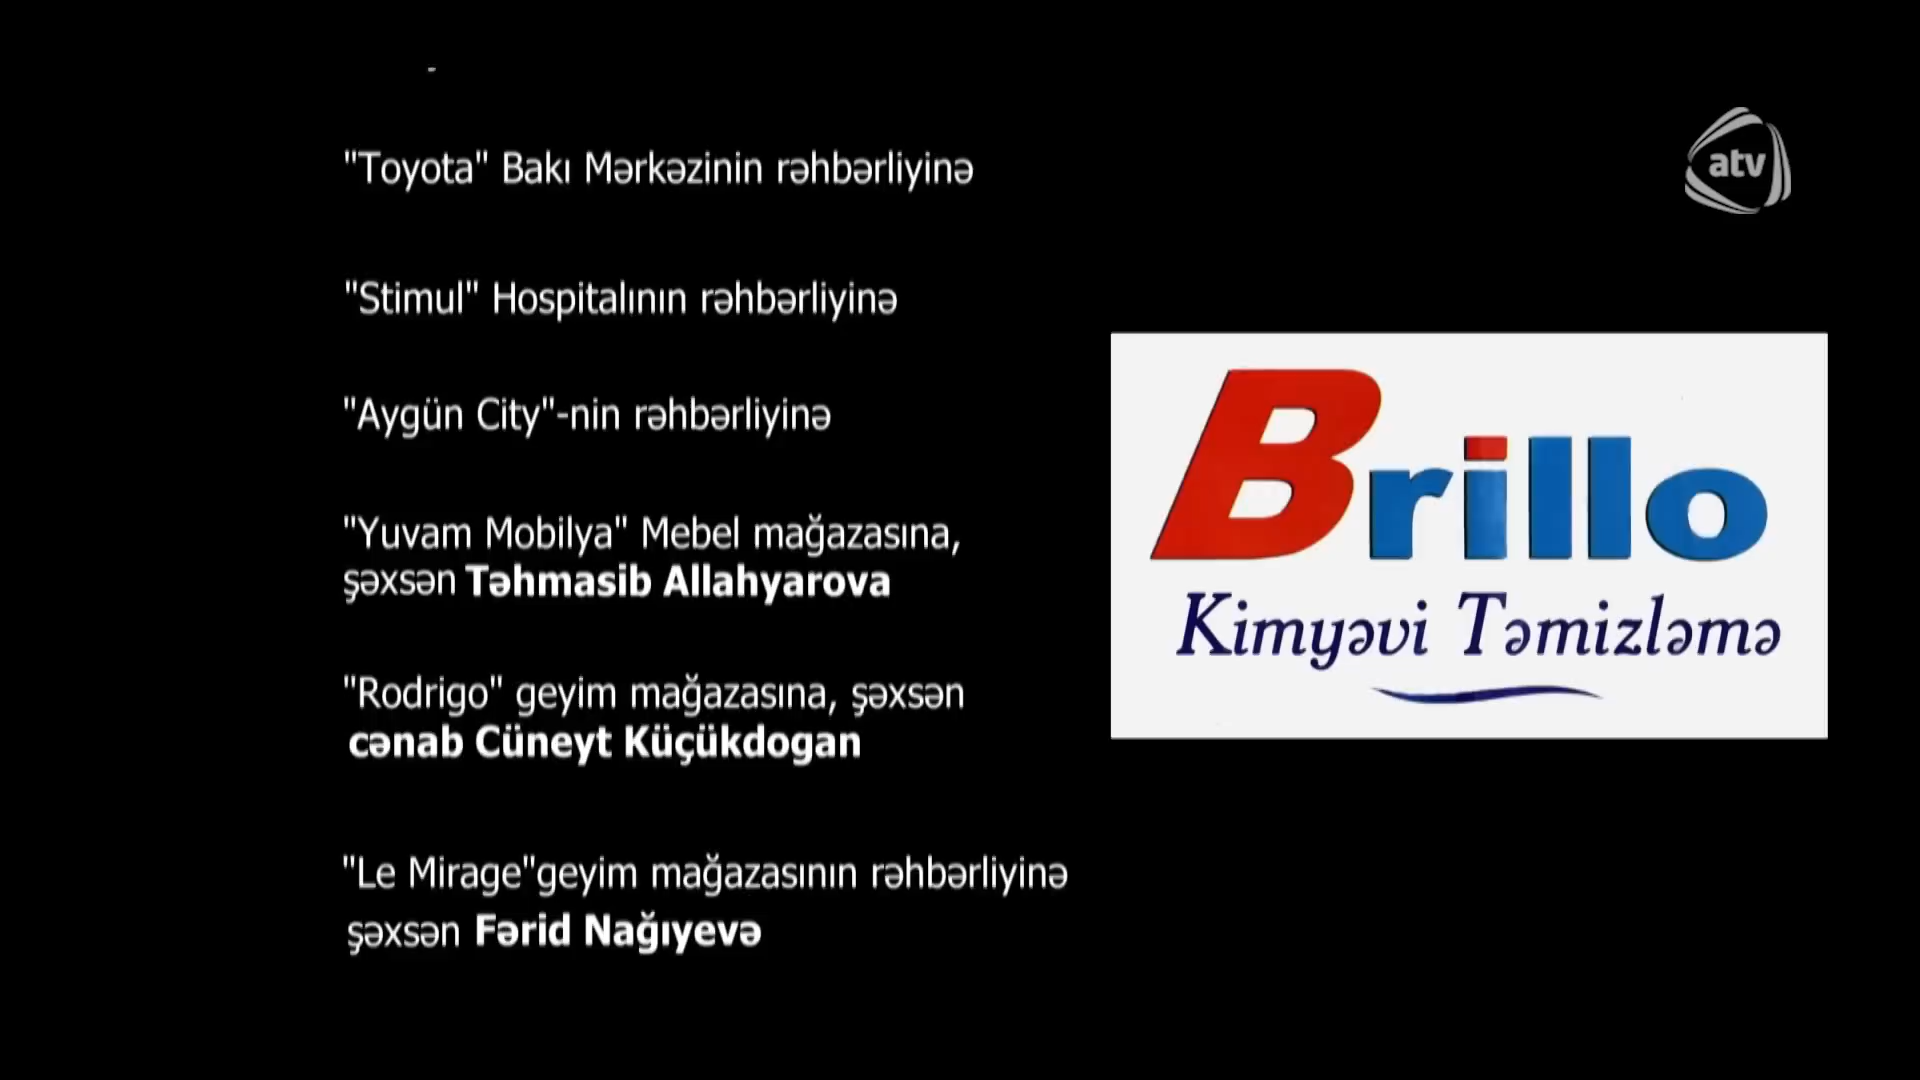 "Toyota" Bakı Mərkəzinin rəhbərliyinə
atv
"Stimul" Hospitalının rəhbərliyinə
"Aygün City"-nin rəhbərliyinə
"Yuvam Mobilya" Mebel mağazasına,
şəxsən Təhmasib Allahyarova
"Rodrigo" geyim mağazasına, şəxsən
cənab Cüneyt Küçükdogan
"Le Mirage"geyim mağazasının rəhbərliyinə
şəxsən Fərid Nağıyevə
Brillo
Kimyəvi Təmizləmə